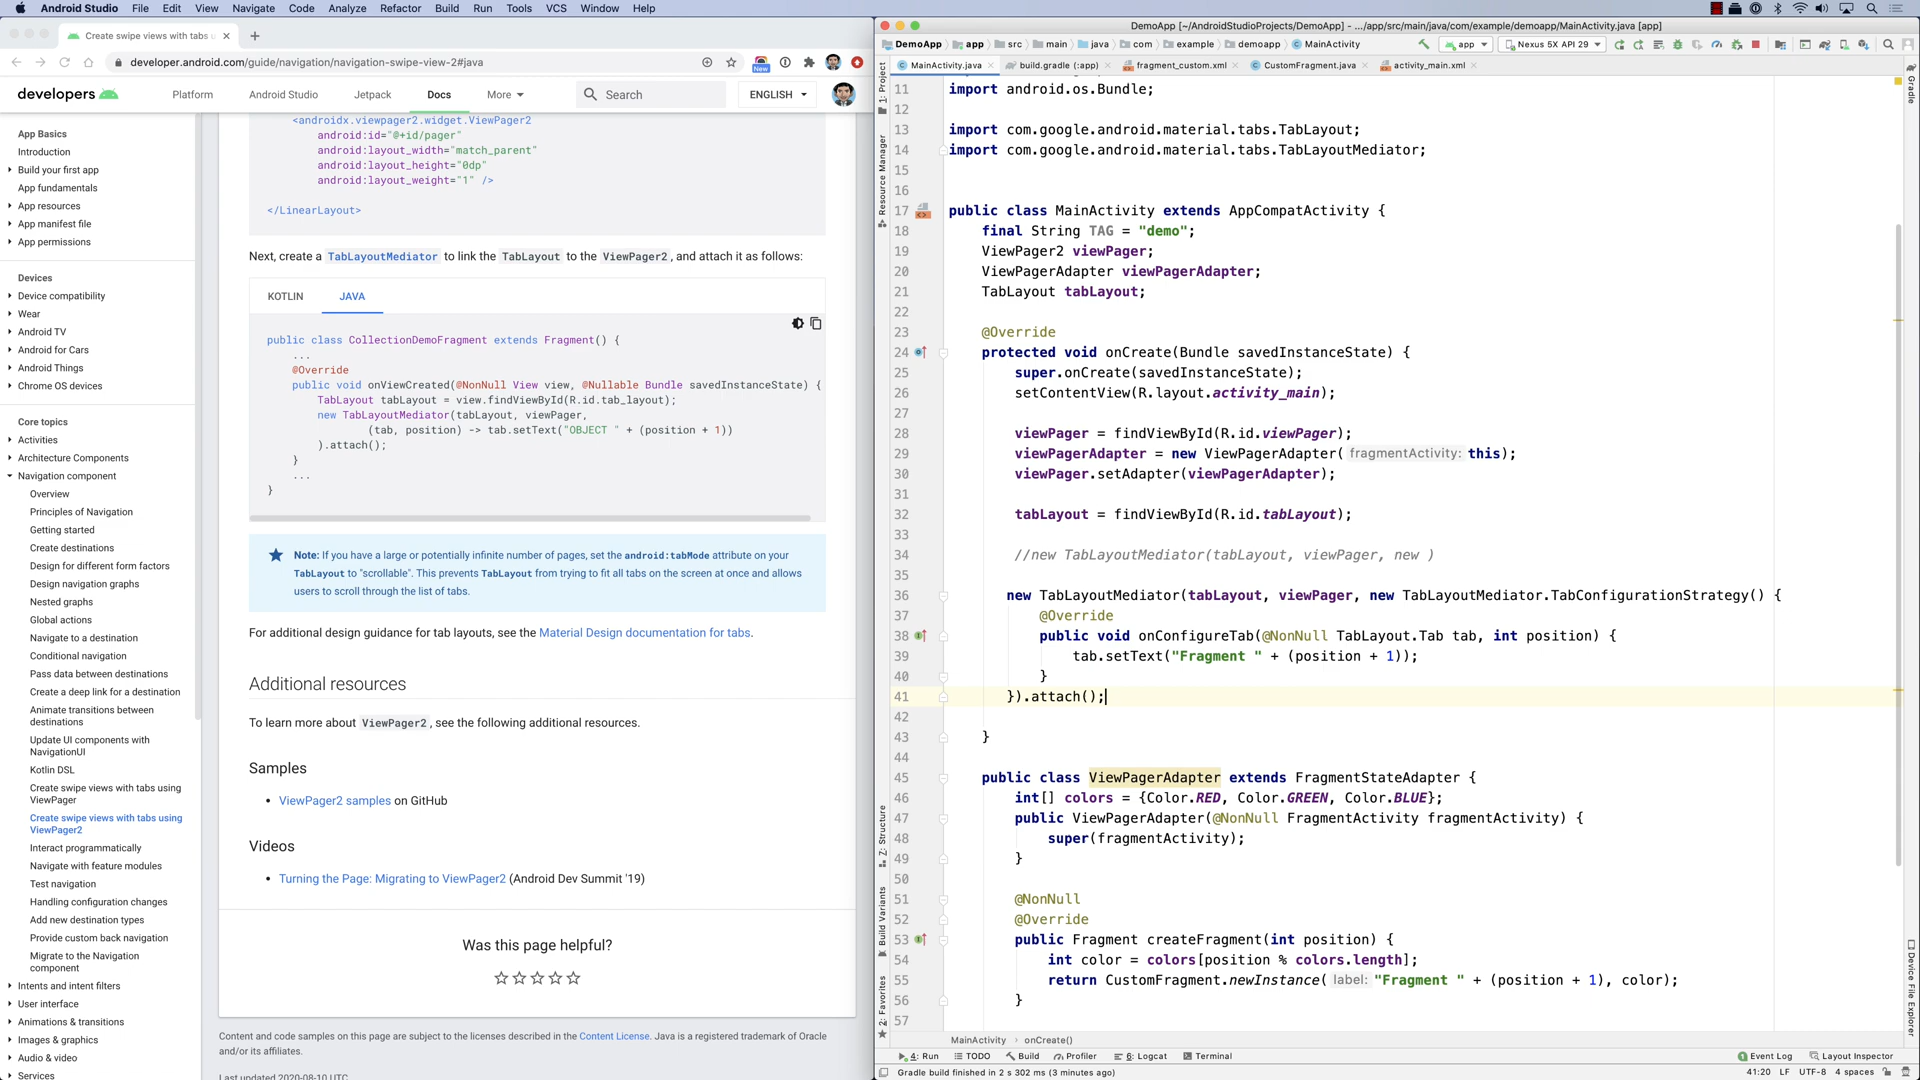 Android Studio File Edit View Navigate Code Analyze Refactor Build Run Tools VCS Window Help
Create swipe views with tabs u
developer.android.com/guide/navigation/navigation-swipe-view-2#java
New
developers
Platform Android Studio Jetpack Docs More Search ENGLISH
App Basics
Introduction
Build your first app
App fundamentals
App resources
App manifest file
App permissions
Devices
Device compatibility
Wear
Android TV
Android for Cars
Android Things
Chrome OS devices
Core topics
Activities
Architecture Components
Navigation component
Overview
Principles of Navigation
Getting started
Create destinations
Design for different form factors
Design navigation graphs
Nested graphs
Global actions
Navigate to a destination
Conditional navigation
Pass data between destinations
Create a deep link for a destination
Animate transitions between
destinations
Update UI components with
NavigationUI
Kotlin DSL
Create swipe views with tabs using
ViewPager
Create swipe views with tabs using
ViewPager2
Interact programmatically
Navigate with feature modules
Test navigation
Handling configuration changes
Add new destination types
Provide custom back navigation
Migrate to the Navigation
component
Intents and intent filters
User interface
Animations & transitions
Images & graphics
Audio & video
Services
<androidx.viewpager2.widget.ViewPager2
android:id="@+id/pager"
android:layout_width="match_parent"
android:layout_height="0dp"
android:layout_weight="1" />
</LinearLayout>
Next, create a TabLayoutMediator to link the TabLayout to the ViewPager2, and attach it as follows:
KOTLIN JAVA
public class CollectionDemoFragment extends Fragment() {
...
@Override
public void onViewCreated(@NonNull View view, @Nullable Bundle savedInstanceState) {
TabLayout tabLayout = view.findViewById(R.id.tab_layout);
new TabLayoutMediator(tabLayout, viewPager,
(tab, position) -> tab.setText("OBJECT " + (position + 1))
).attach();
}
...
}
Note: If you have a large or potentially infinite number of pages, set the android:tabMode attribute on your
TabLayout to "scrollable". This prevents TabLayout from trying to fit all tabs on the screen at once and allows
users to scroll through the list of tabs.
For additional design guidance for tab layouts, see the Material Design documentation for tabs.
Additional resources
To learn more about ViewPager2, see the following additional resources.
Samples
• ViewPager2 samples on GitHub
Videos
• Turning the Page: Migrating to ViewPager2 (Android Dev Summit '19)
Was this page helpful?
Content and code samples on this page are subject to the licenses described in the Content License. Java is a registered trademark of Oracle
and/or its affiliates.
Last updated 2020-08-10 UTC.
DemoApp [~/AndroidStudioProjects/DemoApp] - .../app/src/main/java/com/example/demoapp/MainActivity.java [app]
DemoApp app src main java com example demoapp MainActivity app Nexus 5X API 29
MainActivity.java build.gradle (:app) fragment_custom.xml CustomFragment.java activity_main.xml
1: Project
Resource Manager
Z: Structure
Build Variants
2: Favorites
11 import android.os.Bundle;
12
13 import com.google.android.material.tabs.TabLayout;
14 import com.google.android.material.tabs.TabLayoutMediator;
15
16
17 public class MainActivity extends AppCompatActivity {
18 final String TAG = "demo";
19 ViewPager2 viewPager;
20 ViewPagerAdapter viewPagerAdapter;
21 TabLayout tabLayout;
22
23 @Override
24 protected void onCreate(Bundle savedInstanceState) {
25 super.onCreate(savedInstanceState);
26 setContentView(R.layout.activity_main);
27
28 viewPager = findViewById(R.id.viewPager);
29 viewPagerAdapter = new ViewPagerAdapter( fragmentActivity: this);
30 viewPager.setAdapter(viewPagerAdapter);
31
32 tabLayout = findViewById(R.id.tabLayout);
33
34 //new TabLayoutMediator(tabLayout, viewPager, new )
35
36 new TabLayoutMediator(tabLayout, viewPager, new TabLayoutMediator.TabConfigurationStrategy() {
37 @Override
38 public void onConfigureTab(@NonNull TabLayout.Tab tab, int position) {
39 tab.setText("Fragment " + (position + 1));
40 }
41 }).attach();
42
43 }
44
45 public class ViewPagerAdapter extends FragmentStateAdapter {
46 int[] colors = {Color.RED, Color.GREEN, Color.BLUE};
47 public ViewPagerAdapter(@NonNull FragmentActivity fragmentActivity) {
48 super(fragmentActivity);
49 }
50
51 @NonNull
52 @Override
53 public Fragment createFragment(int position) {
54 int color = colors[position % colors.length];
55 return CustomFragment.newInstance( label: "Fragment " + (position + 1), color);
56 }
57
Gradle
Device File Explorer
MainActivity › onCreate()
4: Run TODO Build Profiler 6: Logcat Terminal Event Log Layout Inspector
Gradle build finished in 2 s 302 ms (3 minutes ago) 41:20 LF UTF-8 4 spaces